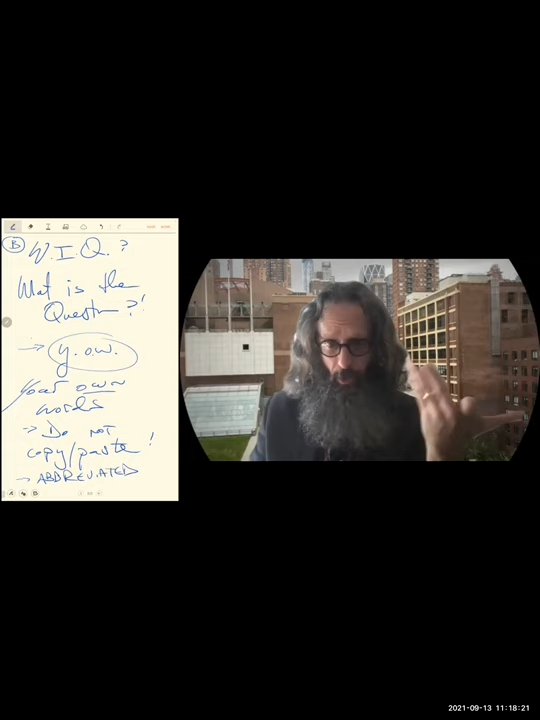 B W.I.Q.?
What is the
Question?!
→ y.o.w.
your own
words
→ Do not
copy/paste!
→ ABBREVIATED
2021-09-13 11:18:21